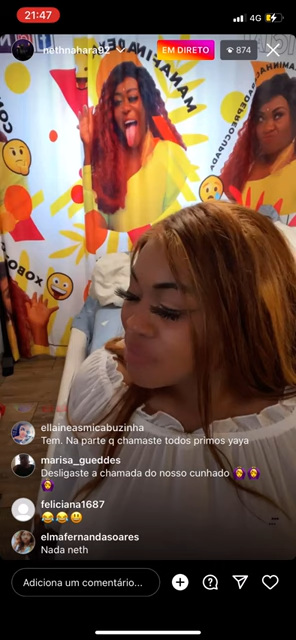 21:47
4G
nethnahara92
EM DIRETO
874
ellaineasmicabuzinha
Tem. Na parte q chamaste todos primos yaya
marisa_gueddes
Desligaste a chamada do nosso cunhado 🤦‍♀️🤦‍♀️
🤦‍♀️
feliciana1687
😂😂😃
elmafernandasoares
Nada neth
Adiciona um comentário...